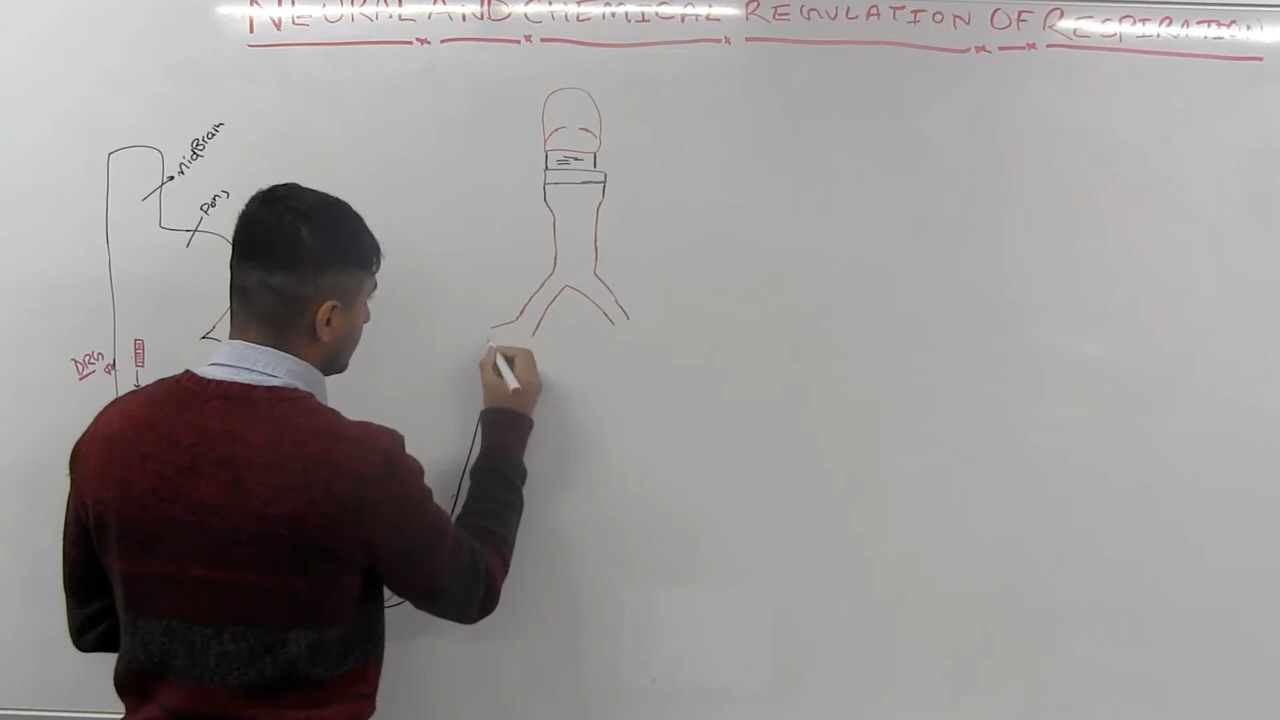 NEURAL AND CHEMICAL REGULATION OF RESPIRATION
MidBrain
Pons
DRG